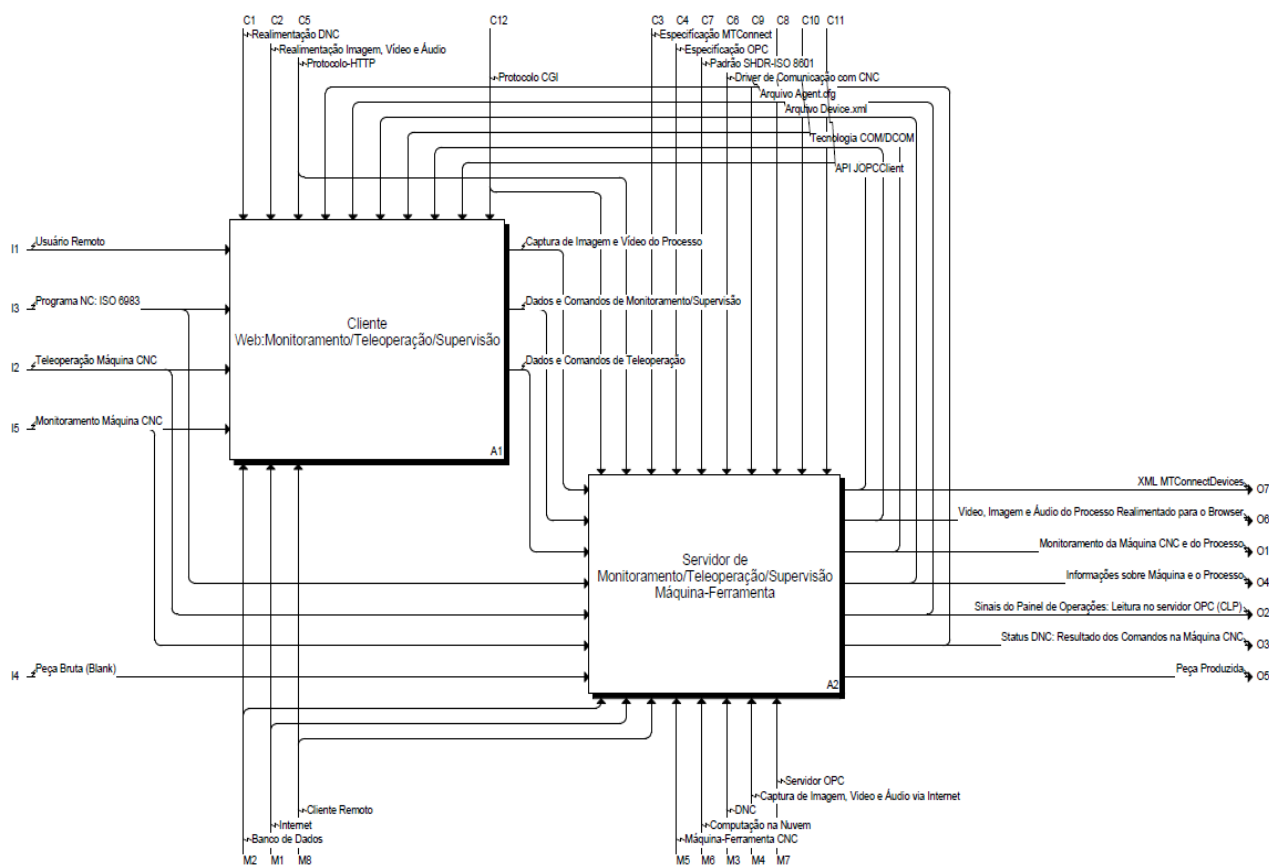 C1 C2 C5 C12 C3 C4 C7 C6 C9 C8 C10 C11
Realimentação DNC
Realimentação Imagem, Vídeo e Áudio
Protocolo-HTTP
Protocolo CGI
Especificação MTConnect
Especificação OPC
Padrão SHDR-ISO 8601
Driver de Comunicação com CNC
Arquivo Agent.cfg
Arquivo Device.xml
Tecnologia COM/DCOM
API JOPCClient
I1 Usuário Remoto
I3 Programa NC: ISO 6983
I2 Teleoperação Máquina CNC
I5 Monitoramento Máquina CNC
I4 Peça Bruta (Blank)
Cliente
Web:Monitoramento/Teleoperação/Supervisão
A1
Captura de Imagem e Vídeo do Processo
Dados e Comandos de Monitoramento/Supervisão
Dados e Comandos de Teleoperação
Servidor de
Monitoramento/Teleoperação/Supervisão
Máquina-Ferramenta
A2
XML MTConnectDevices O7
Vídeo, Imagem e Áudio do Processo Realimentado para o Browser O6
Monitoramento da Máquina CNC e do Processo O1
Informações sobre Máquina e o Processo O4
Sinais do Painel de Operações: Leitura no servidor OPC (CLP) O2
Status DNC: Resultado dos Comandos na Máquina CNC O3
Peça Produzida O5
Servidor OPC
Captura de Imagem, Video e Áudio via Internet
DNC
Computação na Nuvem
Máquina-Ferramenta CNC
Cliente Remoto
Internet
Banco de Dados
M2 M1 M8 M5 M6 M3 M4 M7